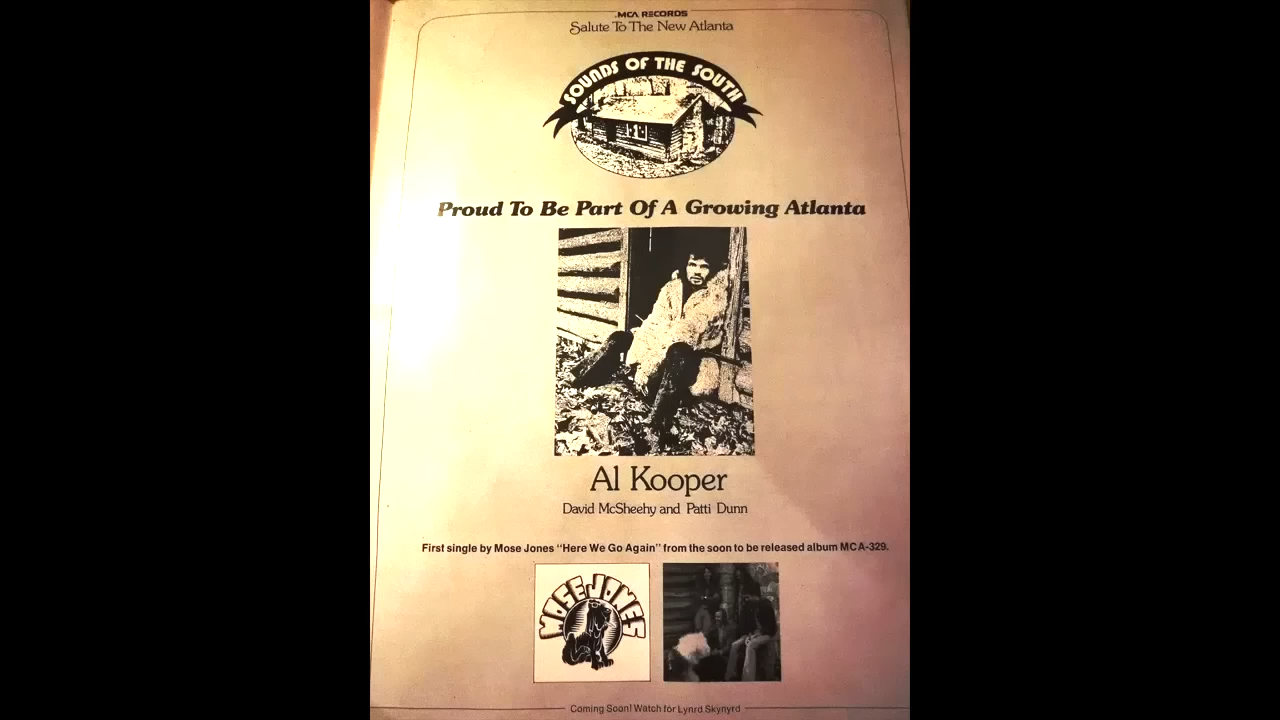 MCA RECORDS
Salute To The New Atlanta
SOUNDS OF THE SOUTH
Proud To Be Part Of A Growing Atlanta
Al Kooper
David McSheehy and Patti Dunn
First single by Mose Jones "Here We Go Again" from the soon to be released album MCA-329.
MOSE JONES
Coming Soon! Watch for Lynrd Skynyrd